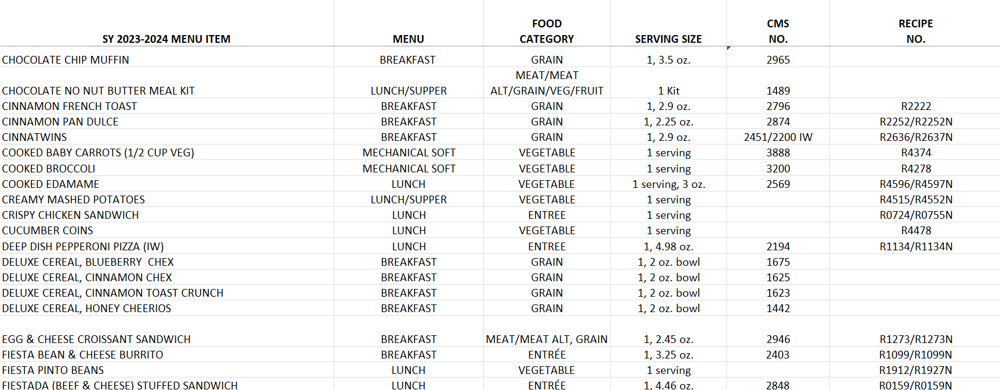 FOOD CMS RECIPE
SY 2023-2024 MENU ITEM MENU CATEGORY SERVING SIZE NO. NO.
CHOCOLATE CHIP MUFFIN BREAKFAST GRAIN 1, 3.5 oz. 2965
MEAT/MEAT
CHOCOLATE NO NUT BUTTER MEAL KIT LUNCH/SUPPER ALT/GRAIN/VEG/FRUIT 1 Kit 1489
CINNAMON FRENCH TOAST BREAKFAST GRAIN 1, 2.9 oz. 2796 R2222
CINNAMON PAN DULCE BREAKFAST GRAIN 1, 2.25 oz. 2874 R2252/R2252N
CINNATWINS BREAKFAST GRAIN 1, 2.9 oz. 2451/2200 IW R2636/R2637N
COOKED BABY CARROTS (1/2 CUP VEG) MECHANICAL SOFT VEGETABLE 1 serving 3888 R4374
COOKED BROCCOLI MECHANICAL SOFT VEGETABLE 1 serving 3200 R4278
COOKED EDAMAME LUNCH VEGETABLE 1 serving, 3 oz. 2569 R4596/R4597N
CREAMY MASHED POTATOES LUNCH/SUPPER VEGETABLE 1 serving R4515/R4552N
CRISPY CHICKEN SANDWICH LUNCH ENTREE 1 serving R0724/R0755N
CUCUMBER COINS LUNCH VEGETABLE 1 serving R4478
DEEP DISH PEPPERONI PIZZA (IW) LUNCH ENTREE 1, 4.98 oz. 2194 R1134/R1134N
DELUXE CEREAL, BLUEBERRY  CHEX BREAKFAST GRAIN 1, 2 oz. bowl 1675
DELUXE CEREAL, CINNAMON CHEX BREAKFAST GRAIN 1, 2 oz. bowl 1625
DELUXE CEREAL, CINNAMON TOAST CRUNCH BREAKFAST GRAIN 1, 2 oz. bowl 1623
DELUXE CEREAL, HONEY CHEERIOS BREAKFAST GRAIN 1, 2 oz. bowl 1442
EGG & CHEESE CROISSANT SANDWICH BREAKFAST MEAT/MEAT ALT, GRAIN 1, 2.45 oz. 2946 R1273/R1273N
FIESTA BEAN & CHEESE BURRITO BREAKFAST ENTRÉE 1, 3.25 oz. 2403 R1099/R1099N
FIESTA PINTO BEANS LUNCH VEGETABLE 1 serving R1912/R1927N
FIESTADA (BEEF & CHEESE) STUFFED SANDWICH LUNCH ENTRÉE 1, 4.46 oz. 2848 R0159/R0159N